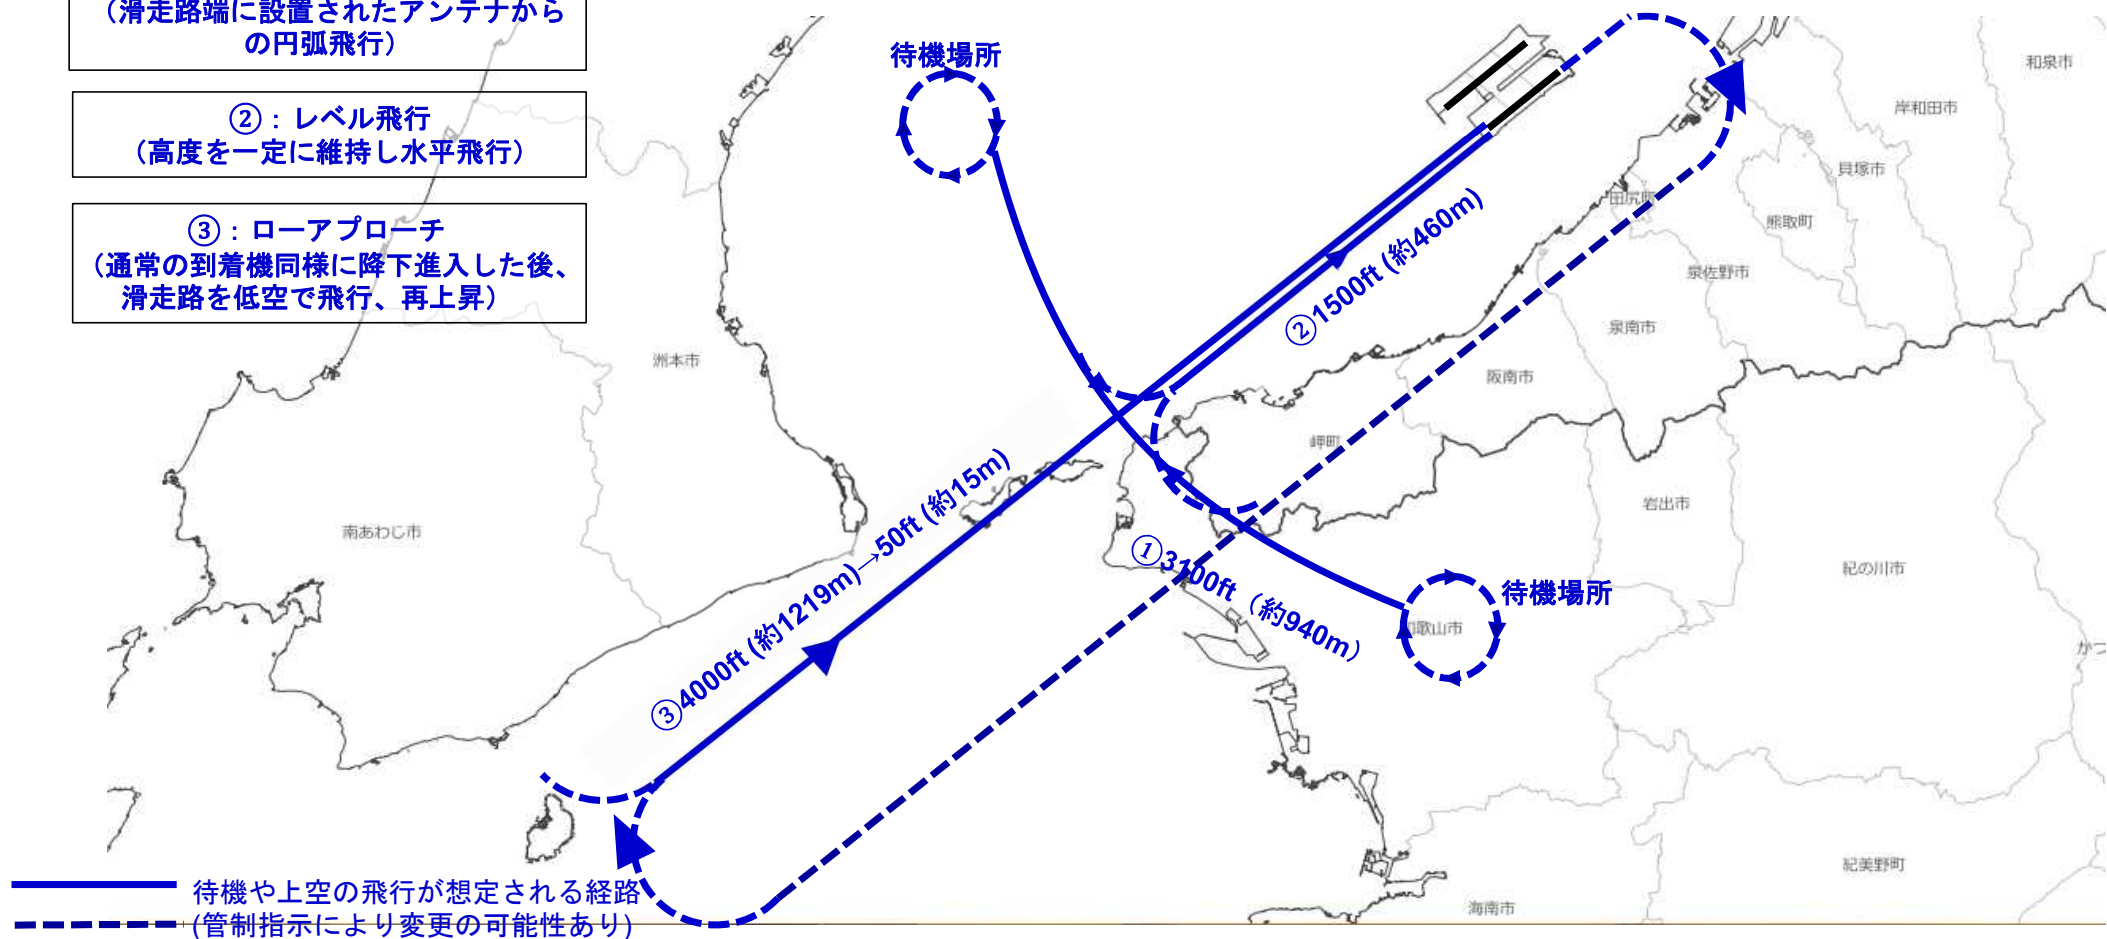 （滑走路端に設置されたアンテナから
の円弧飛行）
②：レベル飛行
（高度を一定に維持し水平飛行）
③：ローアプローチ
（通常の到着機同様に降下進入した後、
滑走路を低空で飛行、再上昇）
待機場所
和泉市
岸和田市
貝塚市
田尻町
熊取町
泉佐野市
②1500ft (約460m)
泉南市
洲本市
阪南市
岬町
岩出市
南あわじ市
③4000ft (約1219m)→50ft (約15m)
①3100ft（約940m）
紀の川市
待機場所
和歌山市
かつ
紀美野町
海南市
待機や上空の飛行が想定される経路
(管制指示により変更の可能性あり)